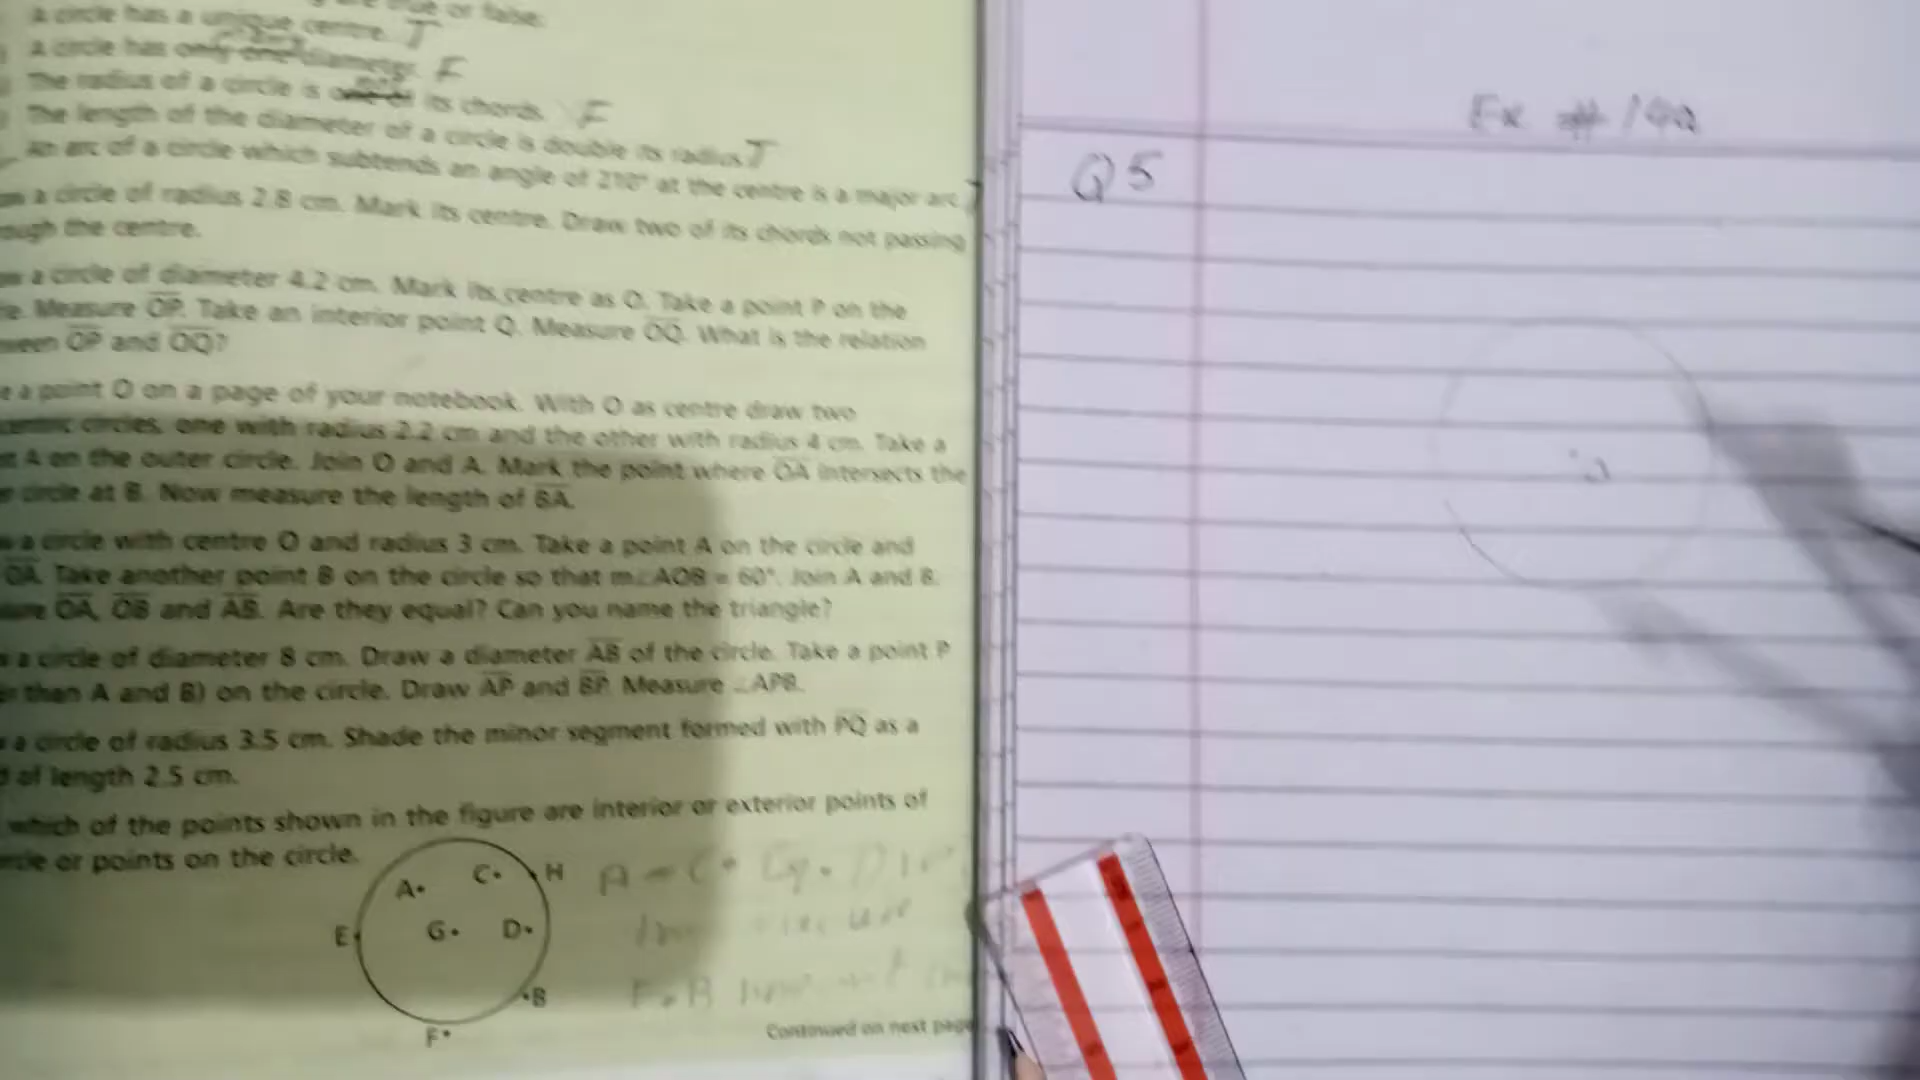 are true or false.
A circle has a unique centre. T
A circle has only one diameter. F
The radius of a circle is one of its chords. F
The length of the diameter of a circle is double its radius. T
An arc of a circle which subtends an angle of 210° at the centre is a major arc.
a circle of radius 2.8 cm. Mark its centre. Draw two of its chords not passing
the centre.
a circle of diameter 4.2 cm. Mark its centre as O. Take a point P on the
Measure OP. Take an interior point Q. Measure OQ. What is the relation
OP and OQ?
a point O on a page of your notebook. With O as centre draw two
circles, one with radius 2.2 cm and the other with radius 4 cm. Take a
A on the outer circle. Join O and A. Mark the point where OA intersects the
circle at B. Now measure the length of BA.
a circle with centre O and radius 3 cm. Take a point A on the circle and
OA. Take another point B on the circle so that m∠AOB = 60°. Join A and B.
OA, OB and AB. Are they equal? Can you name the triangle?
a circle of diameter 8 cm. Draw a diameter AB of the circle. Take a point P
than A and B) on the circle. Draw AP and BP. Measure ∠APB.
a circle of radius 3.5 cm. Shade the minor segment formed with PQ as a
of length 2.5 cm.
which of the points shown in the figure are interior or exterior points of
or points on the circle.
C H
A
E G D
B
F
Continued on next page
Ex # 14a
Q 5